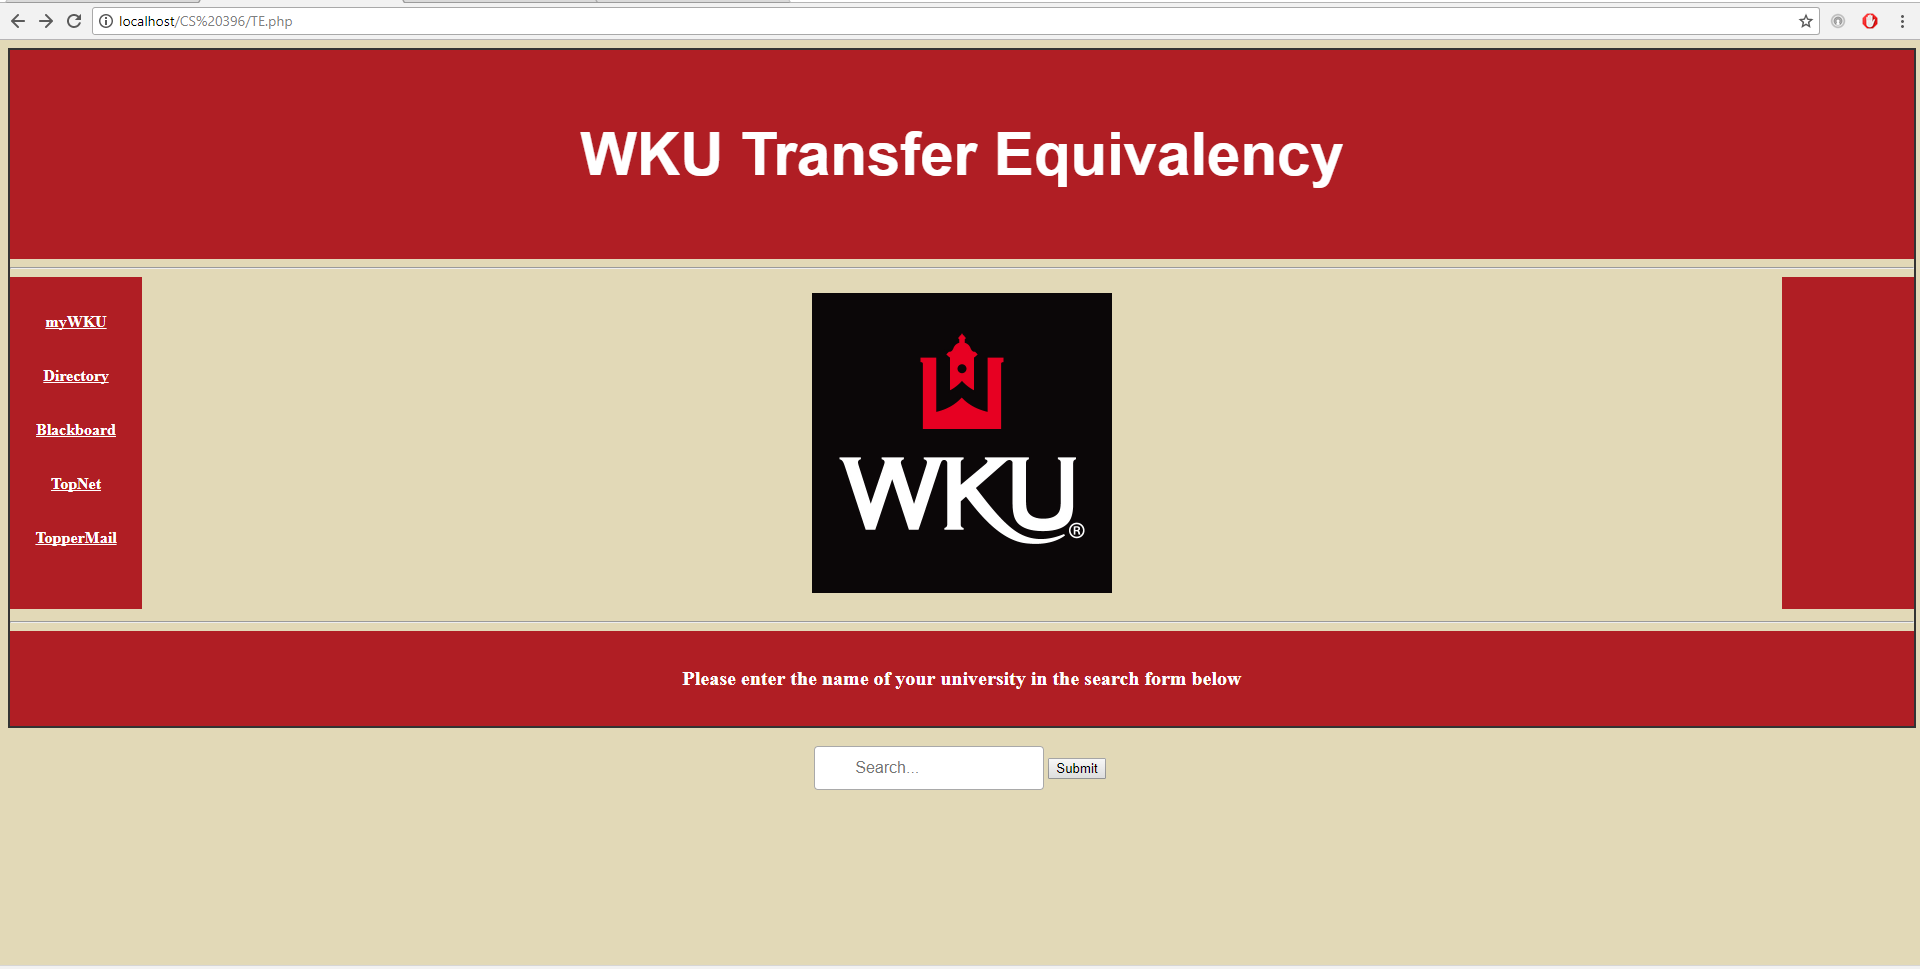 localhost/CS%20396/TE.php
WKU Transfer Equivalency
myWKU
Directory
Blackboard
TopNet
TopperMail
WKU®
Please enter the name of your university in the search form below
Search... Submit